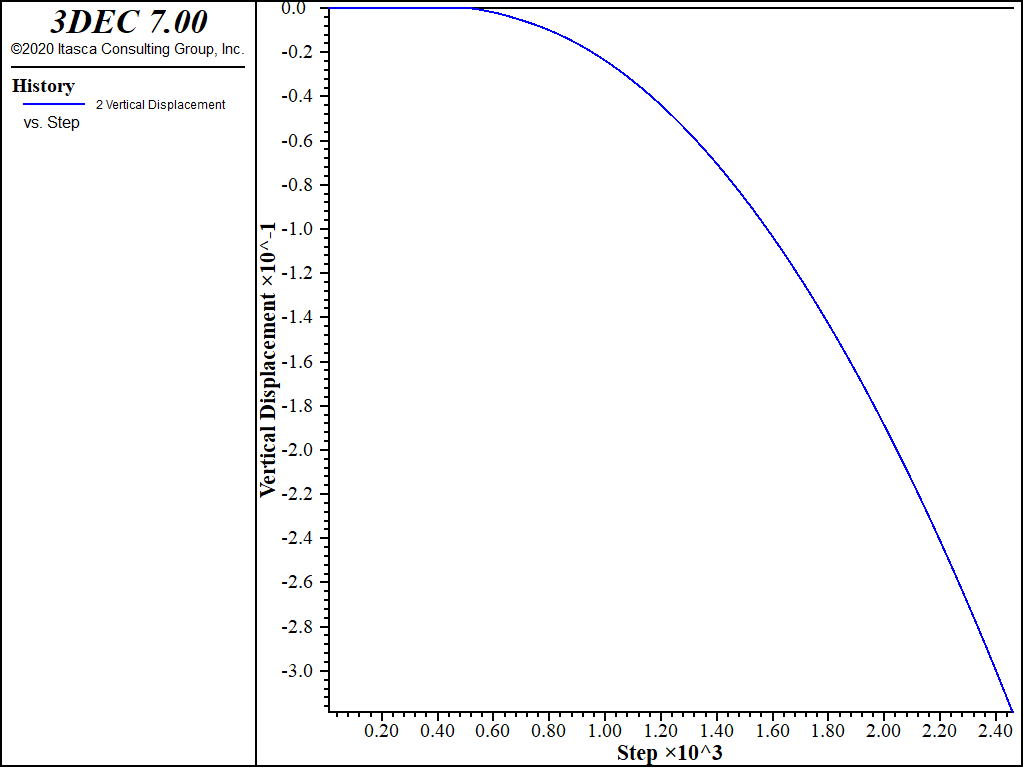 3DEC 7.00
©2020 Itasca Consulting Group, Inc.
History
2 Vertical Displacement
vs. Step
Vertical Displacement ×10^-1
0.0
-0.2
-0.4
-0.6
-0.8
-1.0
-1.2
-1.4
-1.6
-1.8
-2.0
-2.2
-2.4
-2.6
-2.8
-3.0
0.20 0.40 0.60 0.80 1.00 1.20 1.40 1.60 1.80 2.00 2.20 2.40
Step ×10^3